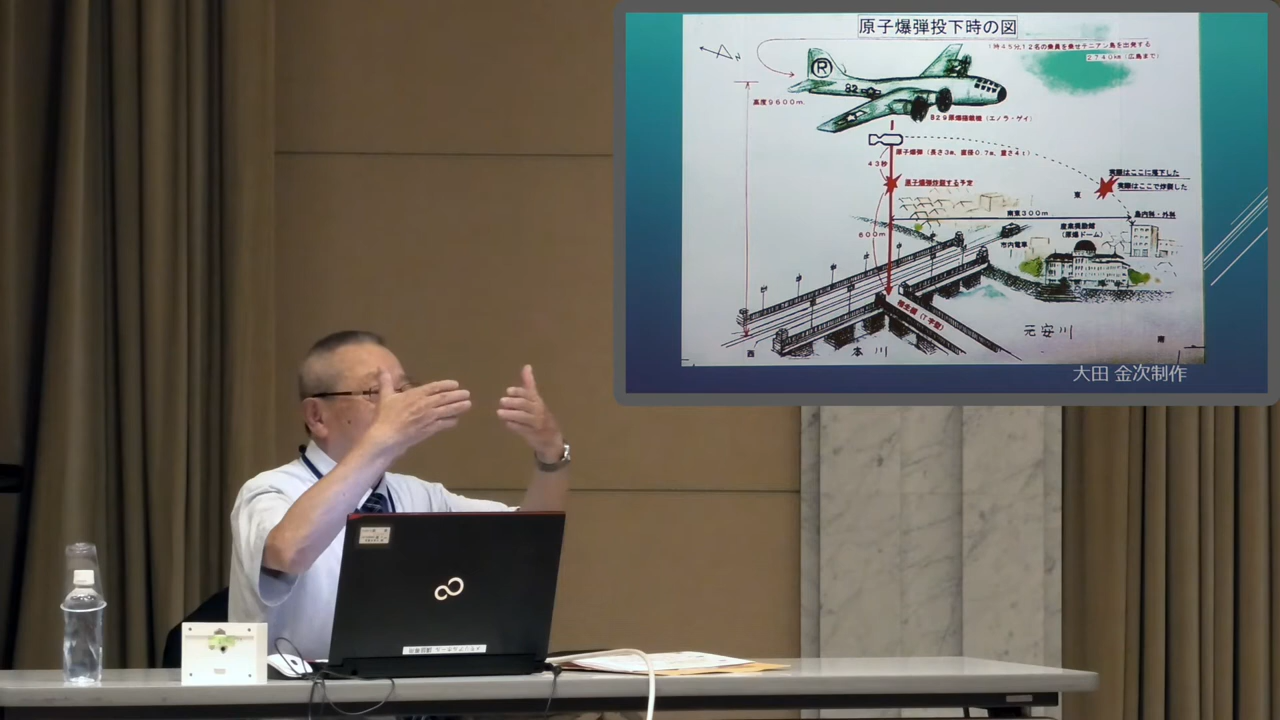 原子爆弾投下時の図
1時45分12名の乗員を乗せテニアン島を出発する
2740km(広島まで)
N
R
82
高度9600m
B29原爆搭載機(エノラ・ゲイ)
原子爆弾(長さ3m、直径0.7m、重さ4t)
43秒
原子爆弾炸裂する予定
実際はここに落下した
実際はここで炸裂した
東
南東300m
島内科・外科
産業奨励館
(原爆ドーム)
市内電車
600m
相生橋(T字型)
元安川
本川
西
南
大田 金次制作